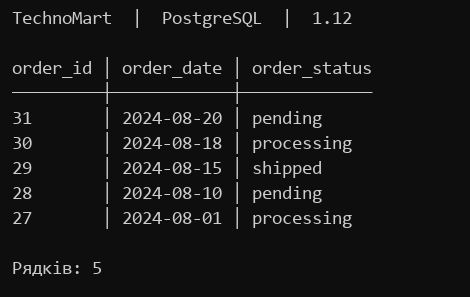 TechnoMart | PostgreSQL | 1.12
order_id | order_date | order_status
31 | 2024-08-20 | pending
30 | 2024-08-18 | processing
29 | 2024-08-15 | shipped
28 | 2024-08-10 | pending
27 | 2024-08-01 | processing
Рядків: 5